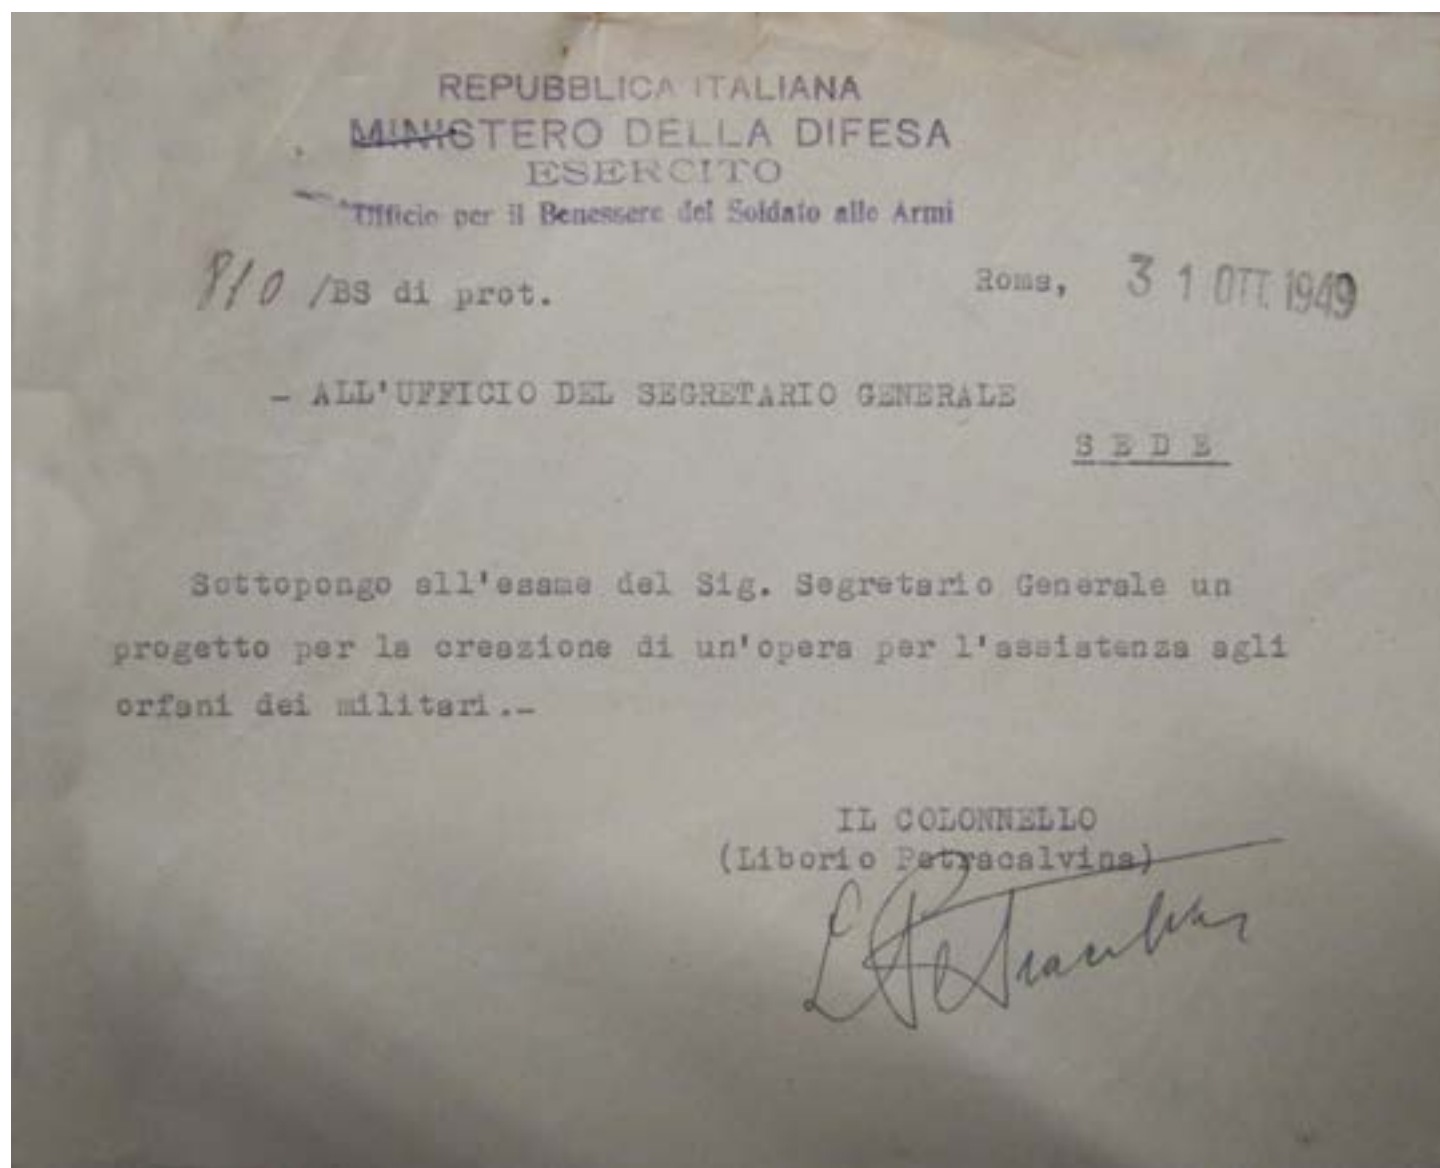 REPUBBLICA ITALIANA
MINISTERO DELLA DIFESA
ESERCITO
Ufficio per il Benessere del Soldato alle Armi
810 /BS di prot.
Roma, 31 OTT. 1949
- ALL'UFFICIO DEL SEGRETARIO GENERALE
SEDE
Sottopongo all'esame del Sig. Segretario Generale un
progetto per la creazione di un'opera per l'assistenza agli
orfani dei militari.-
IL COLONNELLO
(Liborio Petracalvina)